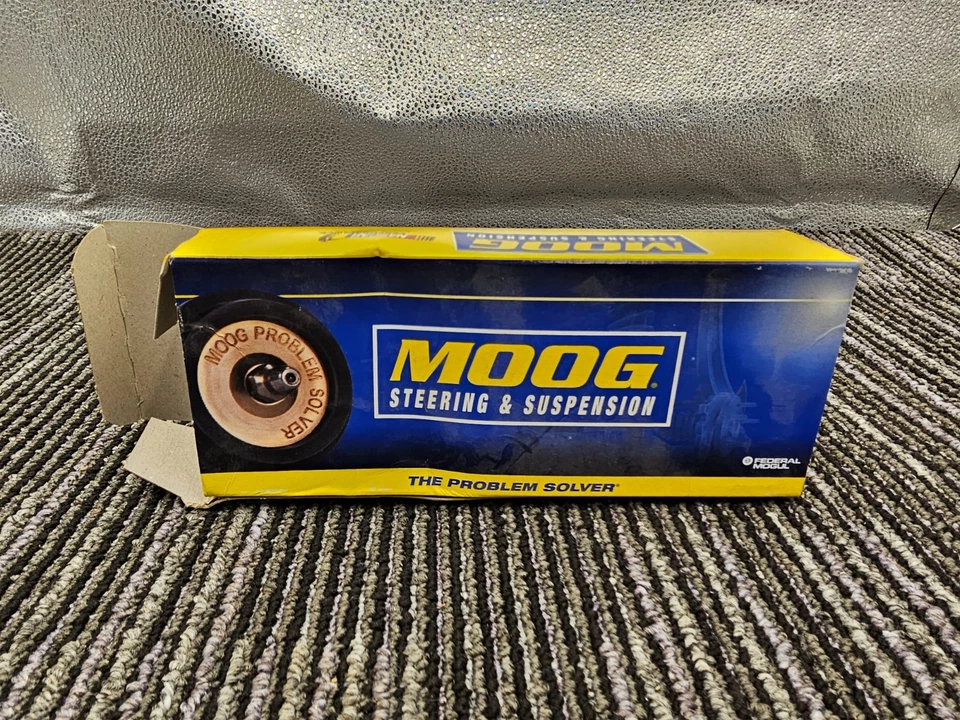 MOOG
STEERING & SUSPENSION
MOOG PROBLEM SOLVER
MOOG®
STEERING & SUSPENSION
FEDERAL
MOGUL
THE PROBLEM SOLVER®